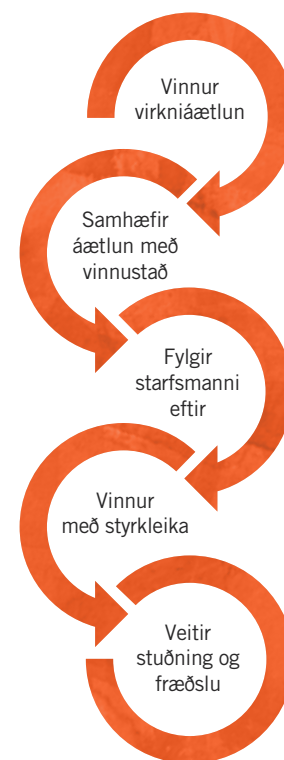 Vinnur
virkniáætlun
Samhæfir
áætlun með
vinnustað
Fylgir
starfsmanni
eftir
Vinnur
með styrkleika
Veitir
stuðning og
fræðslu